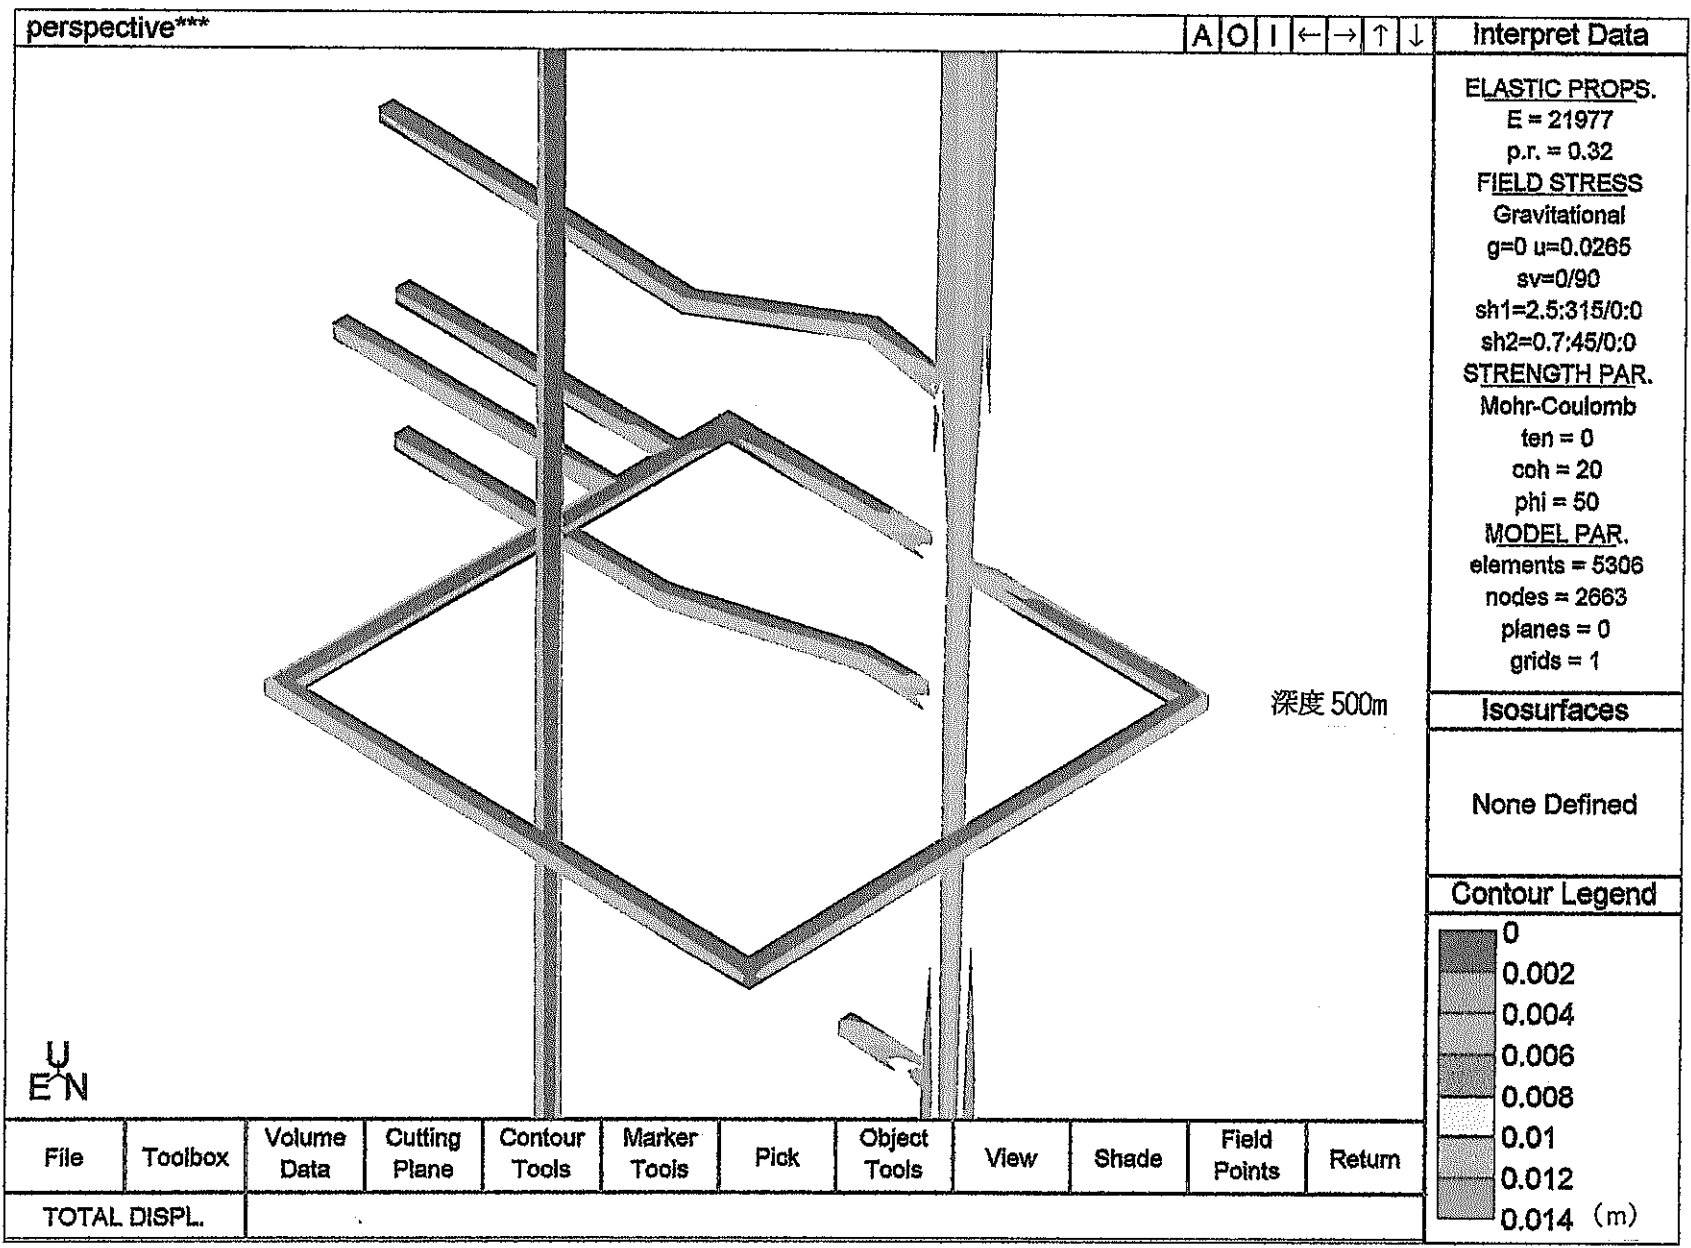 perspective***
A O I ← → ↑ ↓
Interpret Data
ELASTIC PROPS.
E = 21977
p.r. = 0.32
FIELD STRESS
Gravitational
g=0 u=0.0265
sv=0/90
sh1=2.5:315/0:0
sh2=0.7:45/0:0
STRENGTH PAR.
Mohr-Coulomb
ten = 0
coh = 20
phi = 50
MODEL PAR.
elements = 5306
nodes = 2663
planes = 0
grids = 1
深度 500m
Isosurfaces
None Defined
Contour Legend
0
0.002
0.004
0.006
0.008
0.01
0.012
0.014 (m)
U
E N
File
Toolbox
Volume
Data
Cutting
Plane
Contour
Tools
Marker
Tools
Pick
Object
Tools
View
Shade
Field
Points
Return
TOTAL DISPL.